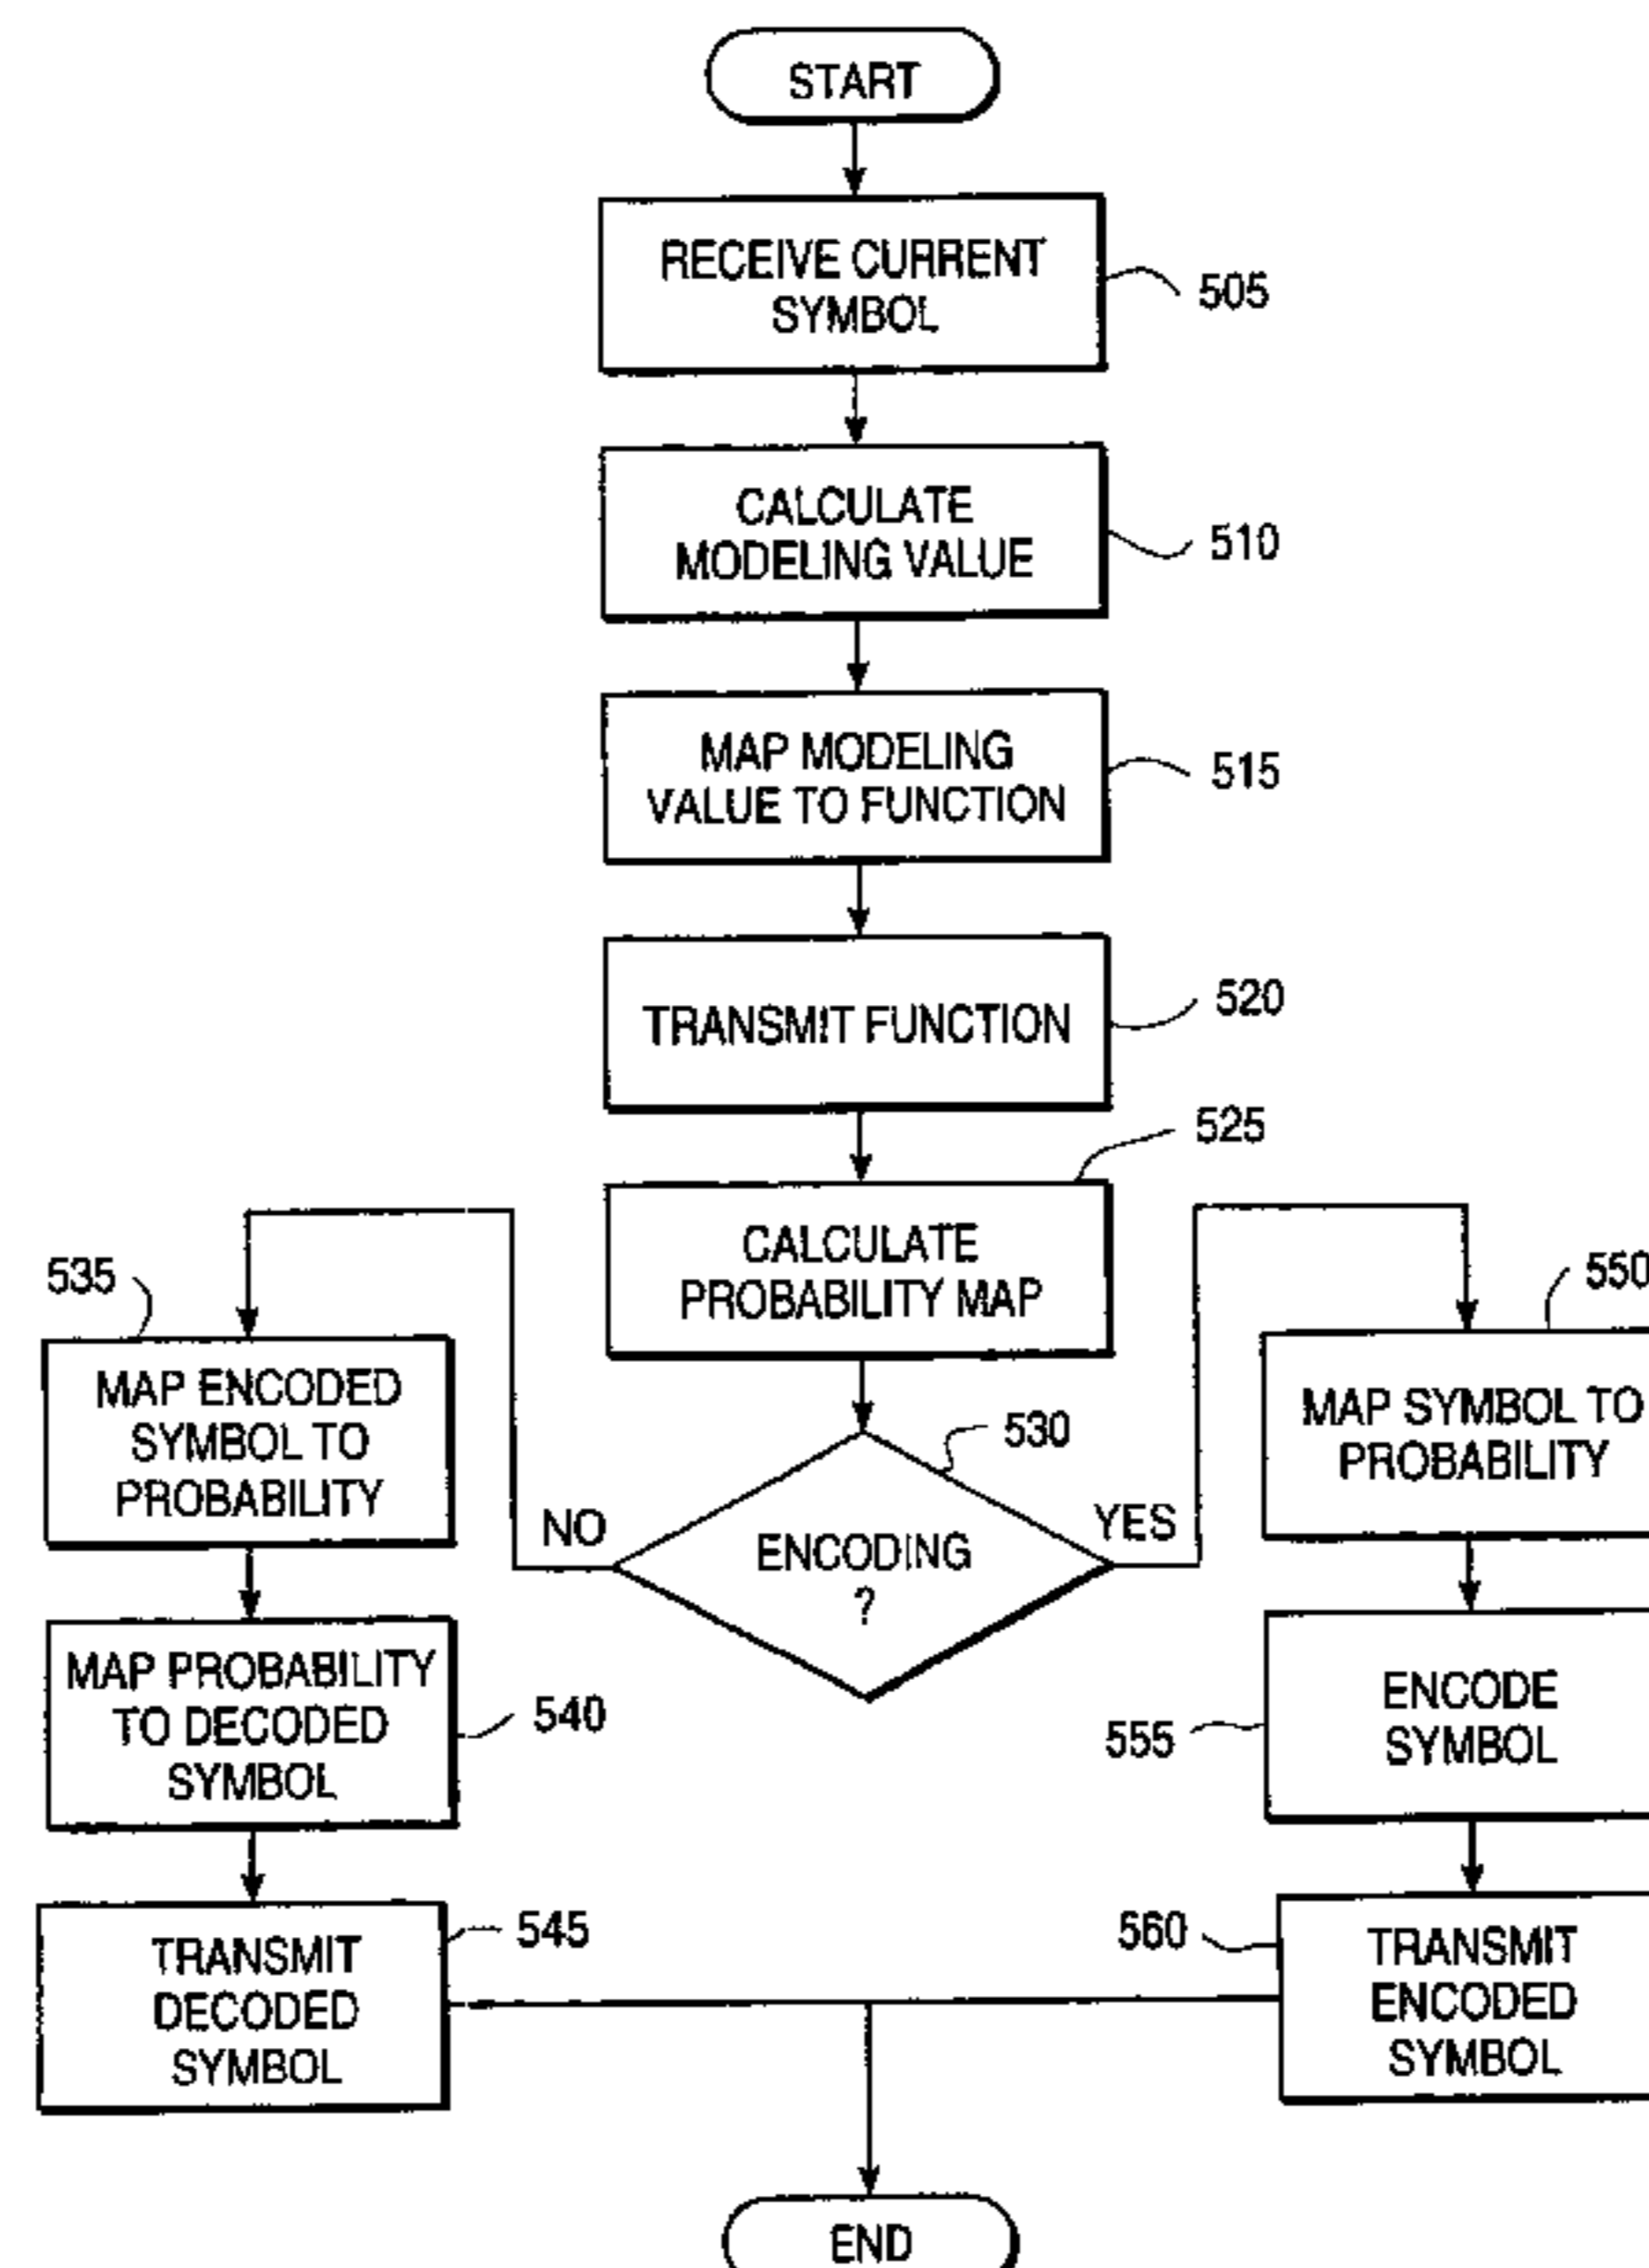 START
RECEIVE CURRENT
SYMBOL
505
CALCULATE
MODELING VALUE
510
MAP MODELING
VALUE TO FUNCTION
515
TRANSMIT FUNCTION
520
525
CALCULATE
PROBABILITY MAP
535
MAP ENCODED
SYMBOL TO
PROBABILITY
530
ENCODING
?
NO
YES
550
MAP SYMBOL TO
PROBABILITY
MAP PROBABILITY
TO DECODED
SYMBOL
540
555
ENCODE
SYMBOL
TRANSMIT
DECODED
SYMBOL
545
560
TRANSMIT
ENCODED
SYMBOL
END